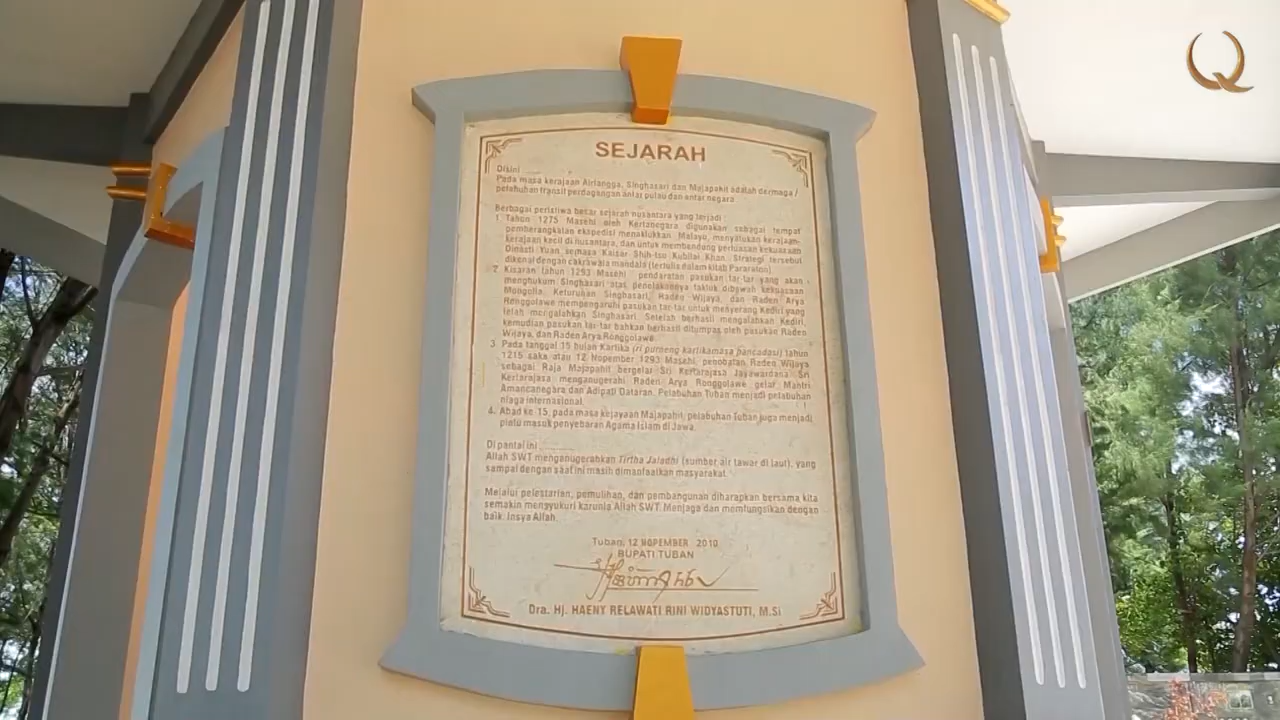 SEJARAH
Disini ........
Pada masa kerajaan Airlangga, Singhasari dan Majapahit adalah dermaga /
pelabuhan transit perdagangan antar pulau dan antar negara.
Berbagai peristiwa besar sejarah nusantara yang terjadi :
1. Tahun 1275 Masehi oleh Kertanegara digunakan sebagai tempat
pemberangkatan ekspedisi menaklukkan Malayu, menyatukan kerajaan-
kerajaan kecil di nusantara, dan untuk membendung perluasan kekuasaan
Dinasti Yuan semasa Kaisar Shih-tsu Kubilai Khan. Strategi tersebut
dikenal dengan cakrawala mandala (tertulis dalam kitab Pararaton).
2. Kisaran tahun 1293 Masehi pendaratan pasukan tar-tar yang akan
menghukum Singhasari atas penolakannya takluk dibawah kekuasaan
Mongolia. Keturunan Singhasari, Raden Wijaya, dan Raden Arya
Ronggolawe mempengaruhi pasukan tar-tar untuk menyerang Kediri yang
telah mengalahkan Singhasari. Setelah berhasil mengalahkan Kediri,
kemudian pasukan tar-tar bahkan berhasil ditumpas oleh pasukan Raden
Wijaya, dan Raden Arya Ronggolawe.
3. Pada tanggal 15 bulan Kartika (ri purneng kartikamasa pancadasi) tahun
1215 saka atau 12 Nopember 1293 Masehi, penobatan Raden Wijaya
sebagai Raja Majapahit bergelar Sri Kertarajasa Jayawardana. Sri
Kertarajasa menganugerahi Raden Arya Ronggolawe gelar Mantri
Amancanegara dan Adipati Dataran. Pelabuhan Tuban menjadi pelabuhan
niaga internasional.
4. Abad ke 15, pada masa kejayaan Majapahit, pelabuhan Tuban juga menjadi
pintu masuk penyebaran Agama Islam di Jawa.
Di pantai ini ........
Allah SWT menganugerahkan Tirtha Jaladhi (sumber air tawar di laut), yang
sampai dengan saat ini masih dimanfaatkan masyarakat.
Melalui pelestarian, pemulihan, dan pembangunan diharapkan bersama kita
semakin mengyukuri karunia Allah SWT. Menjaga dan memfungsikan dengan
baik. Insya Allah.
Tuban, 12 NOPEMBER 2010
BUPATI TUBAN
Dra. Hj. HAENY RELAWATI RINI WIDYASTUTI, M.Si